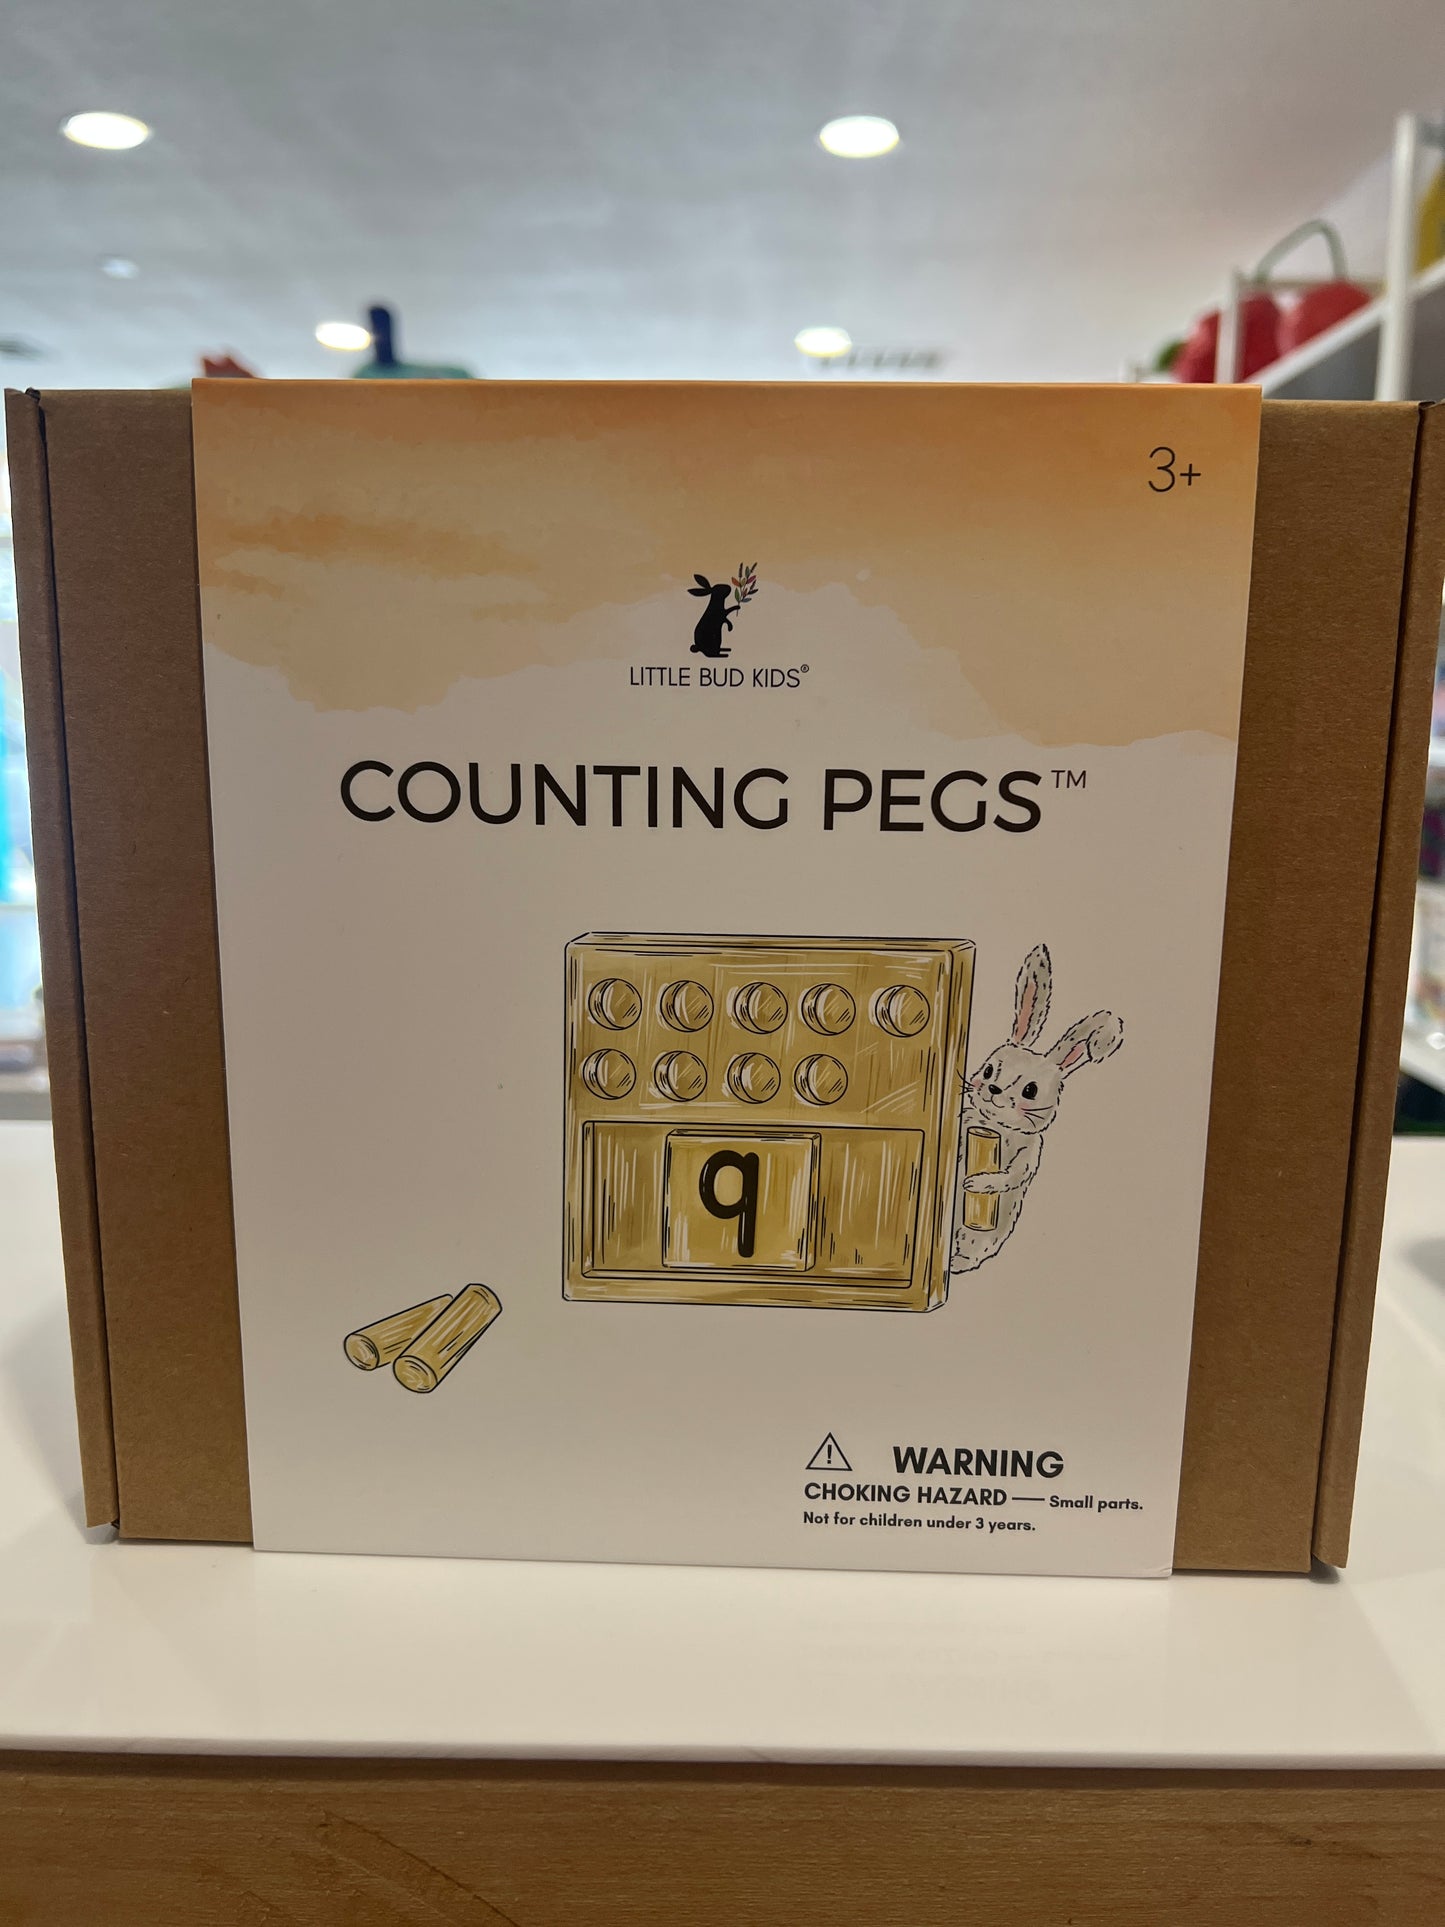 3+
LITTLE BUD KIDS®
COUNTING PEGS™
9
⚠ WARNING
CHOKING HAZARD — Small parts.
Not for children under 3 years.